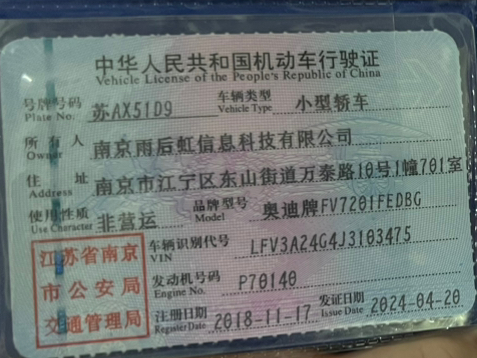 中华人民共和国机动车行驶证
Vehicle License of the People's Republic of China
号牌号码 苏AX51D9 车辆类型 小型轿车
Plate No. Vehicle Type
所有人 南京雨后虹信息科技有限公司
Owner
住址 南京市江宁区东山街道万泰路10号1幢701室
Address
使用性质 非营运 品牌型号 奥迪牌FV7201FEDBG
Use Character Model
车辆识别代号 LFV3A24G4J3103475
VIN
发动机号码 P70140
Engine No.
注册日期 2018-11-17 发证日期 2024-04-20
Register Date Issue Date
江苏省南京
市公安局
交通管理局